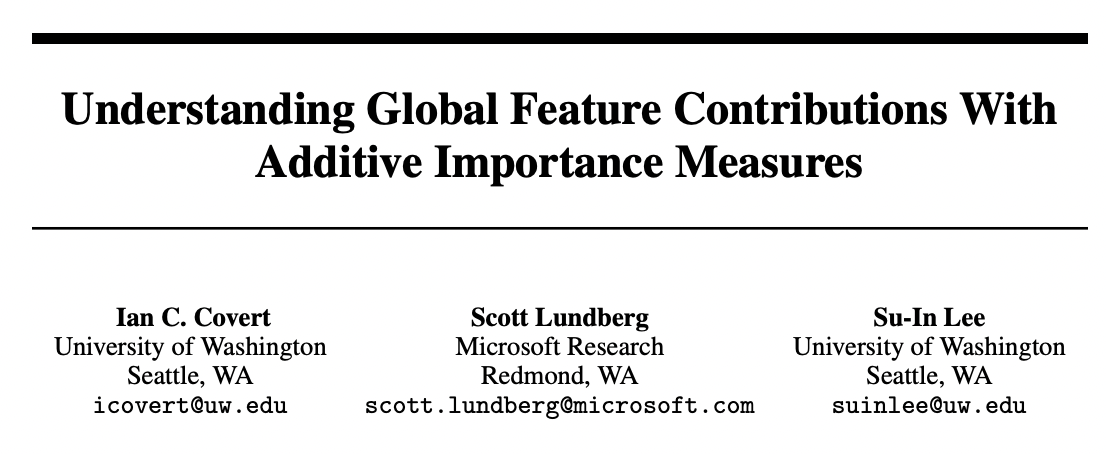 Understanding Global Feature Contributions With
Additive Importance Measures
Ian C. Covert
University of Washington
Seattle, WA
icovert@uw.edu
Scott Lundberg
Microsoft Research
Redmond, WA
scott.lundberg@microsoft.com
Su-In Lee
University of Washington
Seattle, WA
suinlee@uw.edu